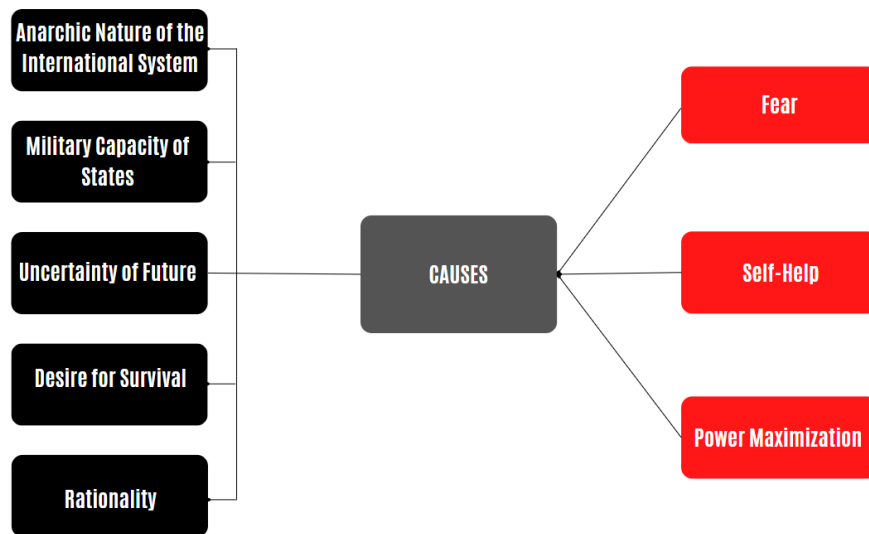 Anarchic Nature of the
International System
Military Capacity of
States
Uncertainty of Future
Desire for Survival
Rationality
CAUSES
Fear
Self-Help
Power Maximization